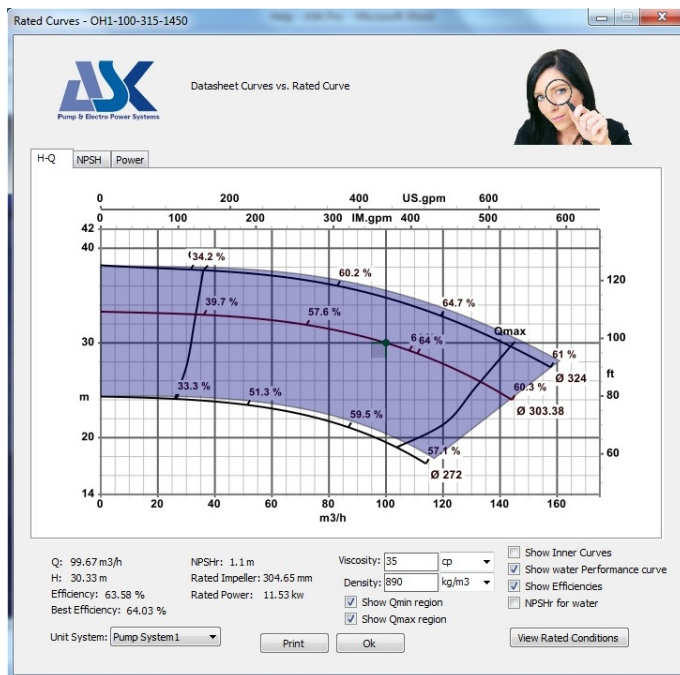 Rated Curves - OH1-100-315-1450
ASK
Pump & Electro Power Systems
Datasheet Curves vs. Rated Curve
H-Q NPSH Power
0 200 400 US.gpm 600
0 100 200 300 IM.gpm 400 500 600
42
40
30
m
20
14
120
100
ft
80
60
34.2 %
60.2 %
39.7 %
57.6 %
64.7 %
64 %
Qmax
61 %
Ø 324
33.3 %
51.3 %
60.3 %
59.5 %
Ø 303.38
57.1 %
Ø 272
0 20 40 60 80 100 120 140 160
m3/h
Q: 99.67 m3/h
H: 30.33 m
Efficiency: 63.58 %
Best Efficiency: 64.03 %
NPSHr: 1.1 m
Rated Impeller: 304.65 mm
Rated Power: 11.53 kw
Viscosity: 35 cp
Density: 890 kg/m3
Show Qmin region
Show Qmax region
Show Inner Curves
Show water Performance curve
Show Efficiencies
NPSHr for water
Unit System: Pump System1
Print
Ok
View Rated Conditions